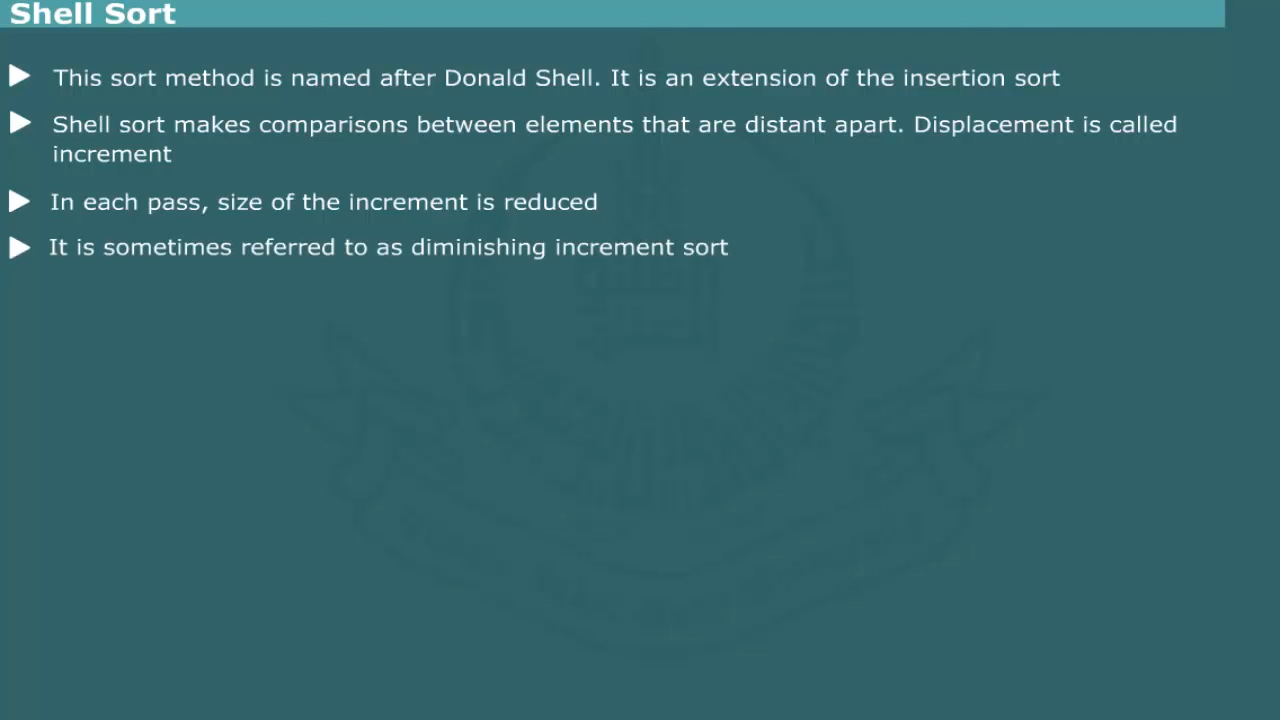 Shell Sort
This sort method is named after Donald Shell. It is an extension of the insertion sort
Shell sort makes comparisons between elements that are distant apart. Displacement is called
increment
In each pass, size of the increment is reduced
It is sometimes referred to as diminishing increment sort